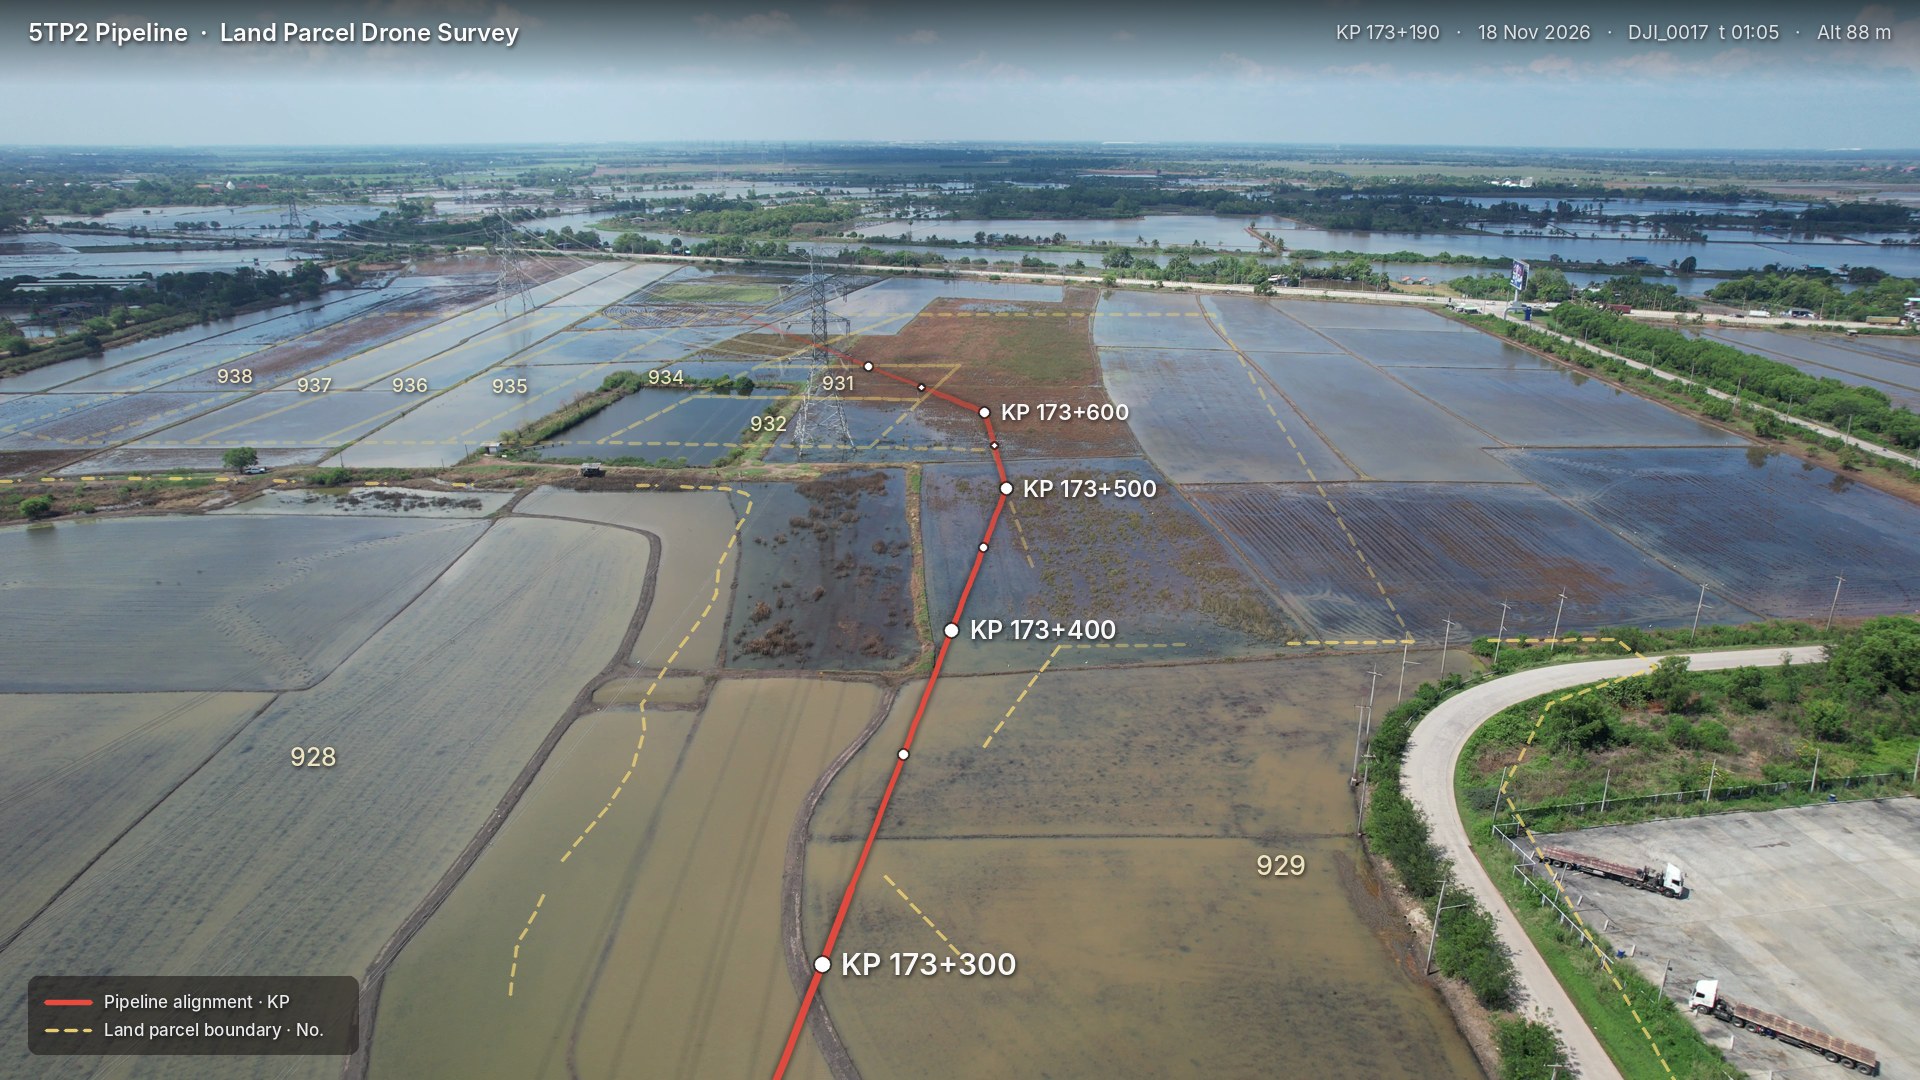 5TP2 Pipeline · Land Parcel Drone Survey
KP 173+190 · 18 Nov 2026 · DJI_0017 t 01:05 · Alt 88 m
938
937
936
935
934
931
932
KP 173+600
KP 173+500
KP 173+400
928
929
KP 173+300
Pipeline alignment · KP
Land parcel boundary · No.